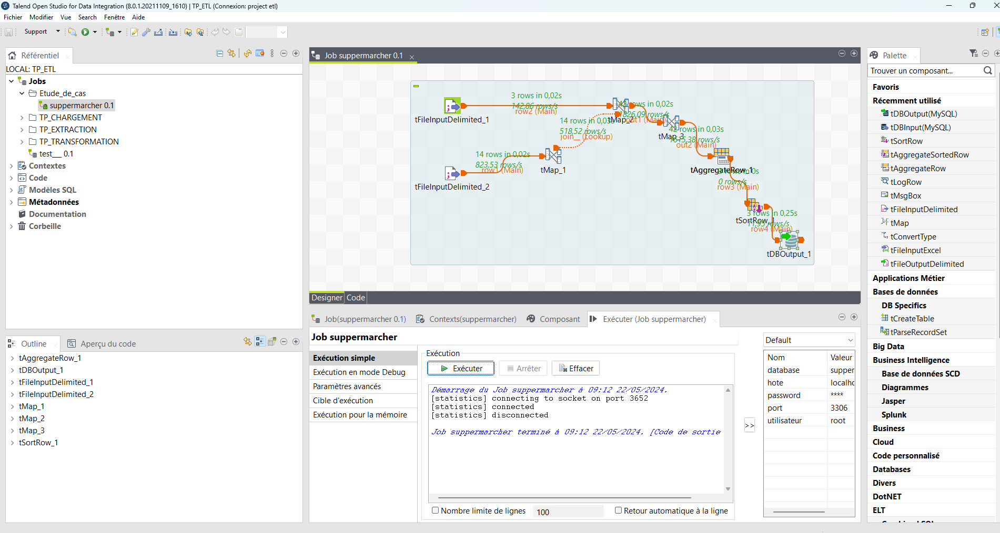 Talend Open Studio for Data Integration (8.0.1.20211109_1610) | TP_ETL (Connexion: project etl)
Fichier Modifier Vue Search Fenêtre Aide
Support
Référentiel
LOCAL: TP_ETL
Jobs
Etude_de_cas
suppermarcher 0.1
TP_CHARGEMENT
TP_EXTRACTION
TP_TRANSFORMATION
test__ 0.1
Contextes
Code
Modèles SQL
Métadonnées
Documentation
Corbeille
Outline
Aperçu du code
tAggregateRow_1
tDBOutput_1
tFileInputDelimited_1
tFileInputDelimited_2
tMap_1
tMap_2
tMap_3
tSortRow_1
Job suppermarcher 0.1
3 rows in 0,02s
142,86 rows/s
row2 (Main)
tFileInputDelimited_1
42 rows in 0,02s
1826,09 rows/s
out1 (Main)
tMap_2
14 rows in 0,03s
518,52 rows/s
join__ (Lookup)
42 rows in 0,03s
1615,38 rows/s
out2 (Main)
tMap_3
14 rows in 0,02s
823,53 rows/s
row1 (Main)
tMap_1
tFileInputDelimited_2
tAggregateRow_1
3 rows in 0s
0 rows/s
row3 (Main)
3 rows in 0,25s
11,95 rows/s
row4 (Main)
tSortRow_1
tDBOutput_1
Designer Code
Job(suppermarcher 0.1) Contexts(suppermarcher) Composant Exécuter (Job suppermarcher)
Job suppermarcher
Exécution simple
Exécution en mode Debug
Paramètres avancés
Cible d'exécution
Exécution pour la mémoire
Exécution
Exécuter Arrêter Effacer
Démarrage du Job suppermarcher à 09:12 22/05/2024.
[statistics] connecting to socket on port 3652
[statistics] connected
[statistics] disconnected
Job suppermarcher terminé à 09:12 22/05/2024. [Code de sortie
Nombre limite de lignes 100 Retour automatique à la ligne
>>
Default
Nom Valeur
database supper
hote localhc
password ****
port 3306
utilisateur root
Palette
Trouver un composant...
Favoris
Récemment utilisé
tDBOutput(MySQL)
tDBInput(MySQL)
tSortRow
tAggregateSortedRow
tAggregateRow
tLogRow
tMsgBox
tFileInputDelimited
tMap
tConvertType
tFileInputExcel
tFileOutputDelimited
Applications Métier
Bases de données
DB Specifics
tCreateTable
tParseRecordSet
Big Data
Business Intelligence
Base de données SCD
Diagrammes
Jasper
Splunk
Business
Cloud
Code personnalisé
Databases
Divers
DotNET
ELT